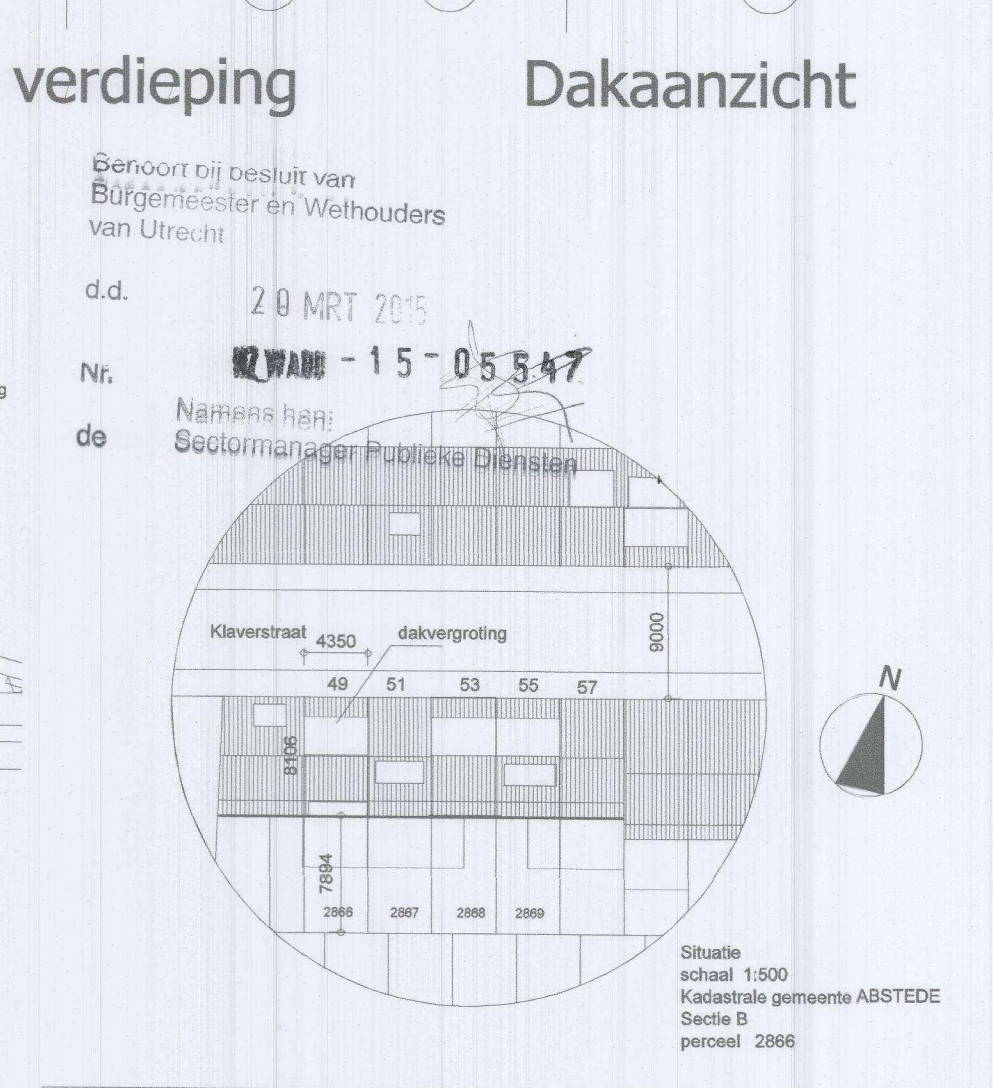 verdieping
Dakaanzicht
Behoort bij besluit van
Burgemeester en Wethouders
van Utrecht
d.d.
20 MRT 2015
Nr.
HZ WABO - 15 - 05547
Namens hen:
de
Sectormanager Publieke Diensten
g
Klaverstraat
4350
dakvergroting
9000
49
51
53
55
57
N
8106
7894
2866
2867
2868
2869
Situatie
schaal 1:500
Kadastrale gemeente ABSTEDE
Sectie B
perceel 2866